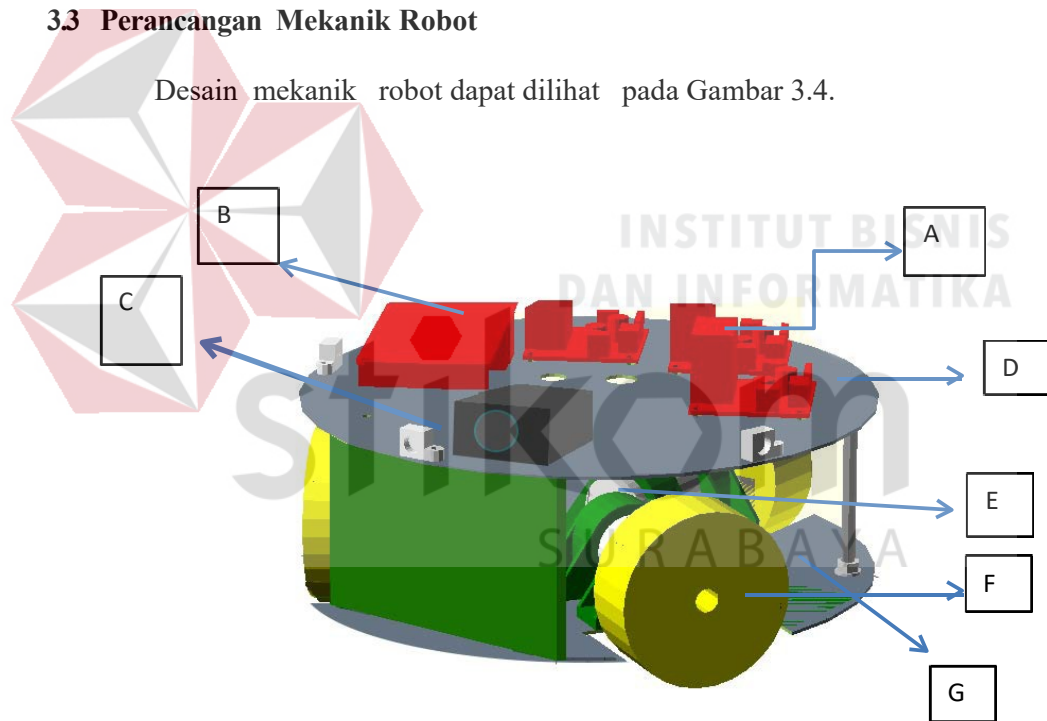 3.3 Perancangan Mekanik Robot
Desain mekanik robot dapat dilihat pada Gambar 3.4.
B
A
INSTITUT BISNIS
DAN INFORMATIKA
C
D
stikom
E
SURABAYA
F
G